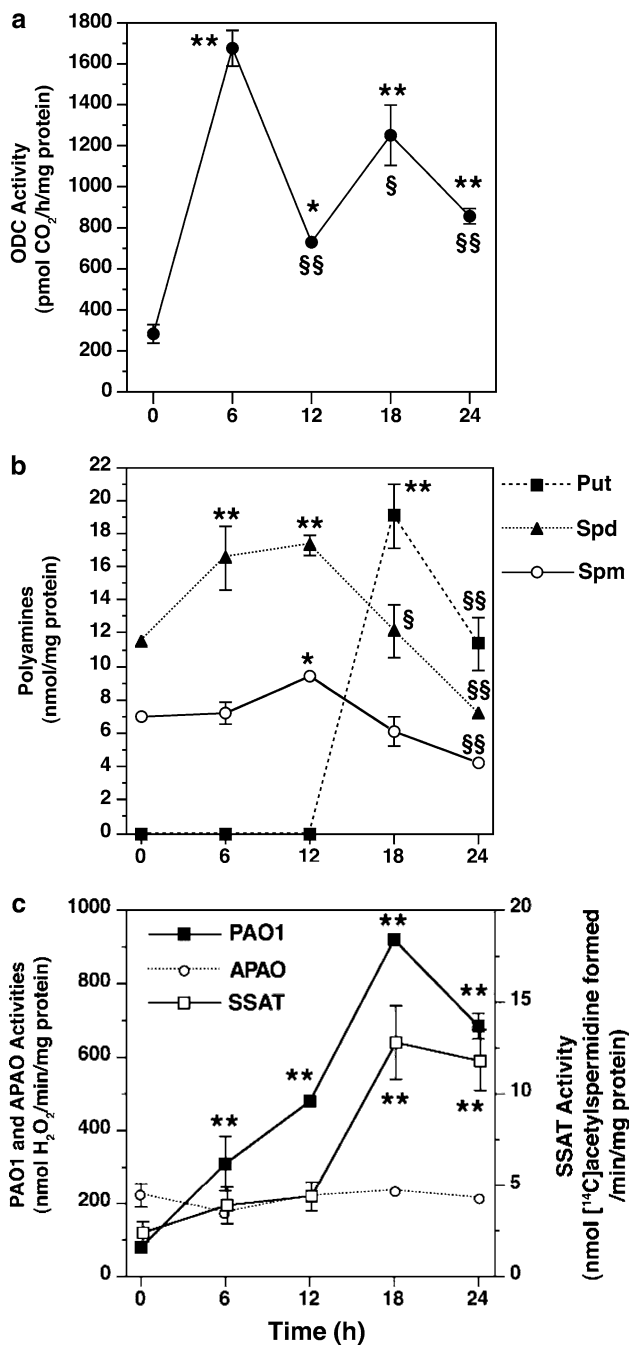 a
1800
1600
1400
1200
1000
800
600
400
200
0
ODC Activity
(pmol CO₂/h/mg protein)
**
*
§§
**
§
**
§§
0 6 12 18 24
b
22
20
18
16
14
12
10
8
6
4
2
0
Polyamines
(nmol/mg protein)
**
**
*
**
§
§§
§§
§§
Put
Spd
Spm
0 6 12 18 24
c
1000
800
600
400
200
0
PAO1 and APAO Activities
(nmol H₂O₂/min/mg protein)
PAO1
APAO
SSAT
**
**
**
**
**
**
20
15
10
5
0
SSAT Activity
(nmol [¹⁴C]acetylspermidine formed
/min/mg protein)
0 6 12 18 24
Time (h)